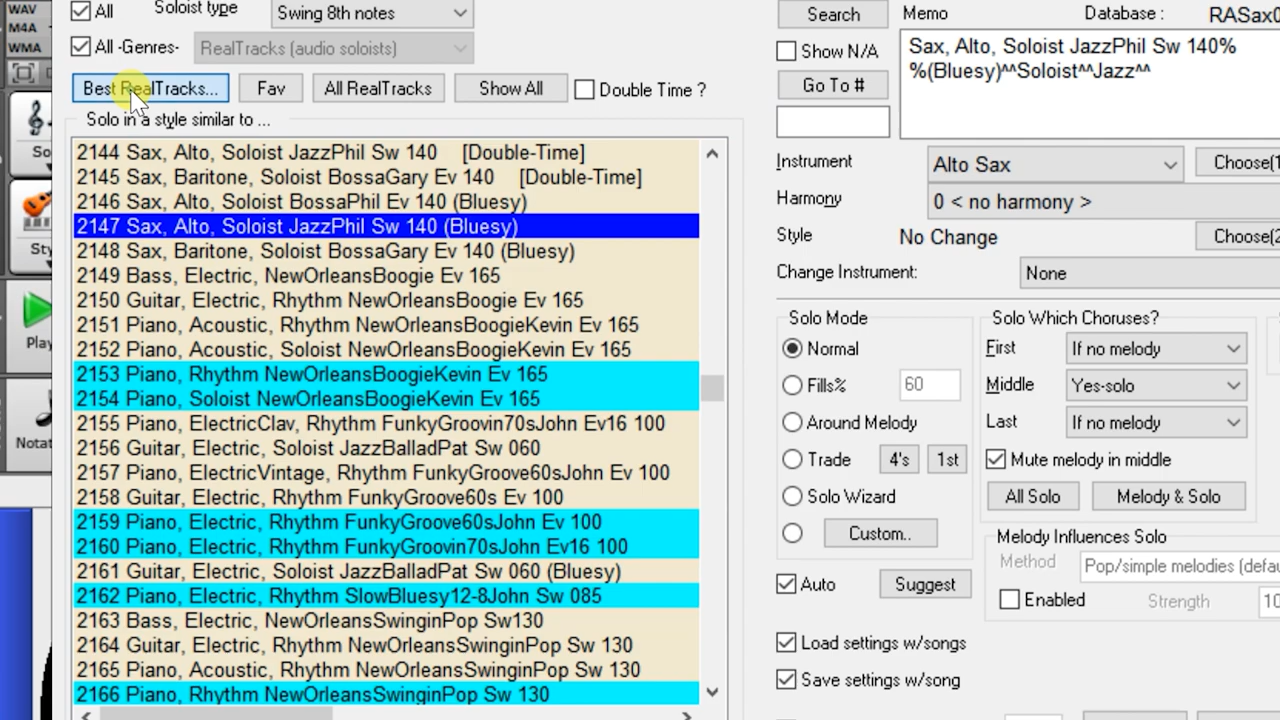 WAV
M4A
WMA
So
Sty
Play
Notat
All
Soloist type
Swing 8th notes
All -Genres-
RealTracks (audio soloists)
Best RealTracks...
Fav
All RealTracks
Show All
Double Time ?
Solo in a style similar to ...
2144 Sax, Alto, Soloist JazzPhil Sw 140 [Double-Time]
2145 Sax, Baritone, Soloist BossaGary Ev 140 [Double-Time]
2146 Sax, Alto, Soloist BossaPhil Ev 140 (Bluesy)
2147 Sax, Alto, Soloist JazzPhil Sw 140 (Bluesy)
2148 Sax, Baritone, Soloist BossaGary Ev 140 (Bluesy)
2149 Bass, Electric, NewOrleansBoogie Ev 165
2150 Guitar, Electric, Rhythm NewOrleansBoogie Ev 165
2151 Piano, Acoustic, Rhythm NewOrleansBoogieKevin Ev 165
2152 Piano, Acoustic, Soloist NewOrleansBoogieKevin Ev 165
2153 Piano, Rhythm NewOrleansBoogieKevin Ev 165
2154 Piano, Soloist NewOrleansBoogieKevin Ev 165
2155 Piano, ElectricClav, Rhythm FunkyGroovin70sJohn Ev16 100
2156 Guitar, Electric, Soloist JazzBalladPat Sw 060
2157 Piano, ElectricVintage, Rhythm FunkyGroove60sJohn Ev 100
2158 Guitar, Electric, Rhythm FunkyGroove60s Ev 100
2159 Piano, Electric, Rhythm FunkyGroove60sJohn Ev 100
2160 Piano, Electric, Rhythm FunkyGroovin70sJohn Ev16 100
2161 Guitar, Electric, Soloist JazzBalladPat Sw 060 (Bluesy)
2162 Piano, Electric, Rhythm SlowBluesy12-8John Sw 085
2163 Bass, Electric, NewOrleansSwinginPop Sw130
2164 Guitar, Electric, Rhythm NewOrleansSwinginPop Sw 130
2165 Piano, Acoustic, Rhythm NewOrleansSwinginPop Sw 130
2166 Piano, Rhythm NewOrleansSwinginPop Sw 130
Search
Show N/A
Go To #
Memo
Database :
RASax0
Sax, Alto, Soloist JazzPhil Sw 140%
%(Bluesy)^^Soloist^^Jazz^^
Instrument
Alto Sax
Choose(1
Harmony
0 < no harmony >
Style
No Change
Choose(2
Change Instrument:
None
Solo Mode
Normal
Fills%
60
Around Melody
Trade
4's
1st
Solo Wizard
Custom..
Auto
Suggest
Load settings w/songs
Save settings w/song
Solo Which Choruses?
First
If no melody
Middle
Yes-solo
Last
If no melody
Mute melody in middle
All Solo
Melody & Solo
Melody Influences Solo
Method
Pop/simple melodies (defau
Enabled
Strength
10